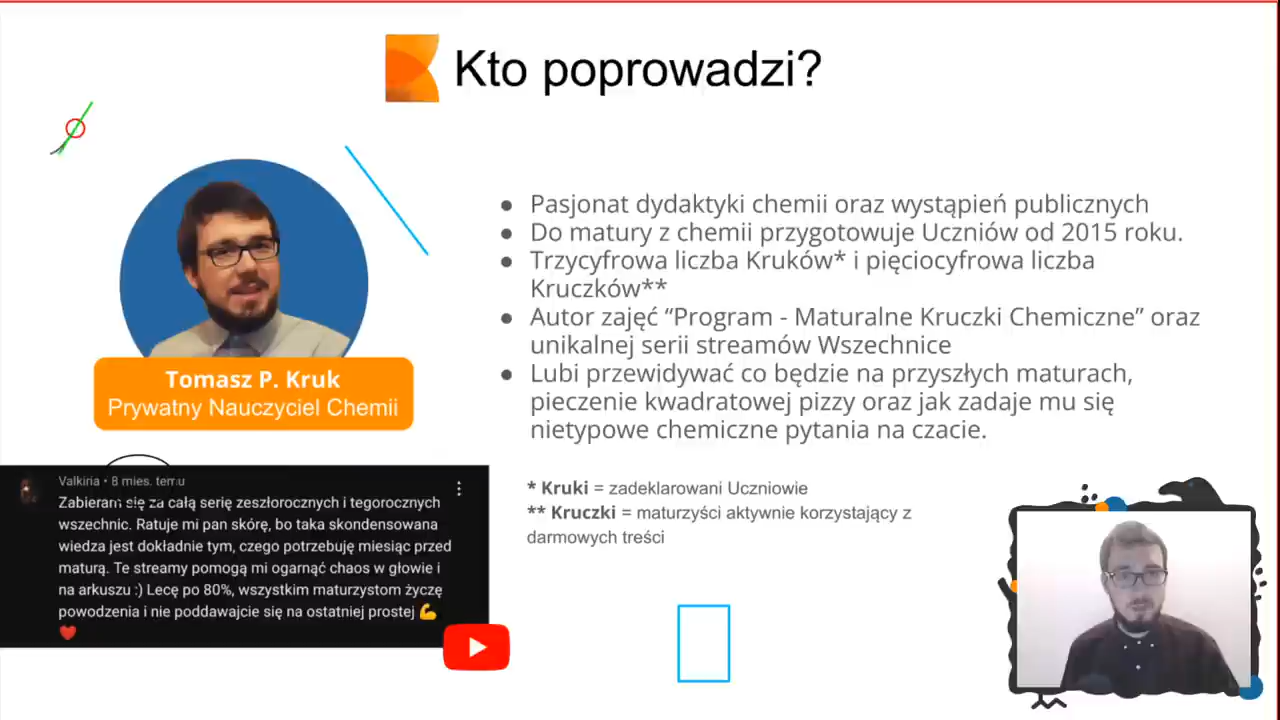 Kto poprowadzi?
Pasjonat dydaktyki chemii oraz wystąpień publicznych
Do matury z chemii przygotowuje Uczniów od 2015 roku.
Trzycyfrowa liczba Kruków* i pięciocyfrowa liczba
Kruczków**
Autor zajęć “Program - Maturalne Kruczki Chemiczne” oraz
unikalnej serii streamów Wszechnice
Lubi przewidywać co będzie na przyszłych maturach,
pieczenie kwadratowej pizzy oraz jak zadaje mu się
nietypowe chemiczne pytania na czacie.
Tomasz P. Kruk
Prywatny Nauczyciel Chemii
Valkiria • 8 mies. temu
Zabieram się za całą serię zeszłorocznych i tegorocznych
wszechnic. Ratuje mi pan skórę, bo taka skondensowana
wiedza jest dokładnie tym, czego potrzebuję miesiąc przed
maturą. Te streamy pomogą mi ogarnąć chaos w głowie i
na arkuszu :) Lecę po 80%, wszystkim maturzystom życzę
powodzenia i nie poddawajcie się na ostatniej prostej 💪
❤️
* Kruki = zadeklarowani Uczniowie
** Kruczki = maturzyści aktywnie korzystający z
darmowych treści